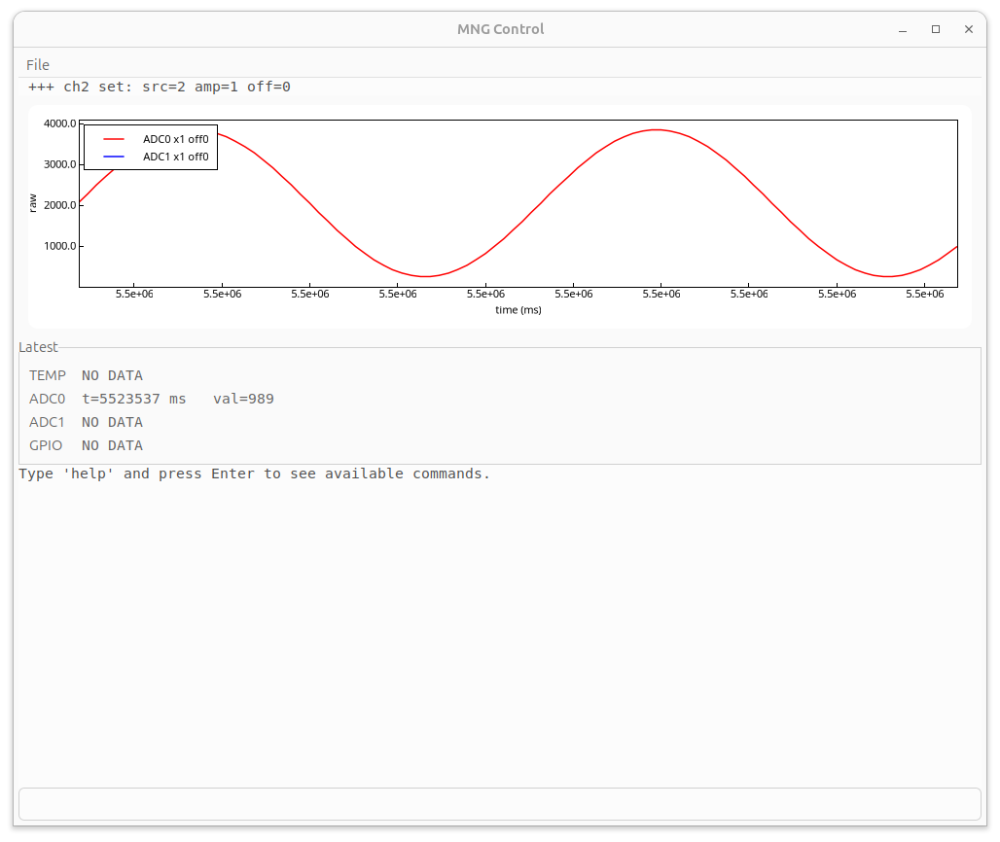 MNG Control
File
+++ ch2 set: src=2 amp=1 off=0
4000.0
3000.0
2000.0
1000.0
raw
ADC0 x1 off0
ADC1 x1 off0
5.5e+06 5.5e+06 5.5e+06 5.5e+06 5.5e+06 5.5e+06 5.5e+06 5.5e+06 5.5e+06 5.5e+06
time (ms)
Latest
TEMP NO DATA
ADC0 t=5523537 ms val=989
ADC1 NO DATA
GPIO NO DATA
Type 'help' and press Enter to see available commands.